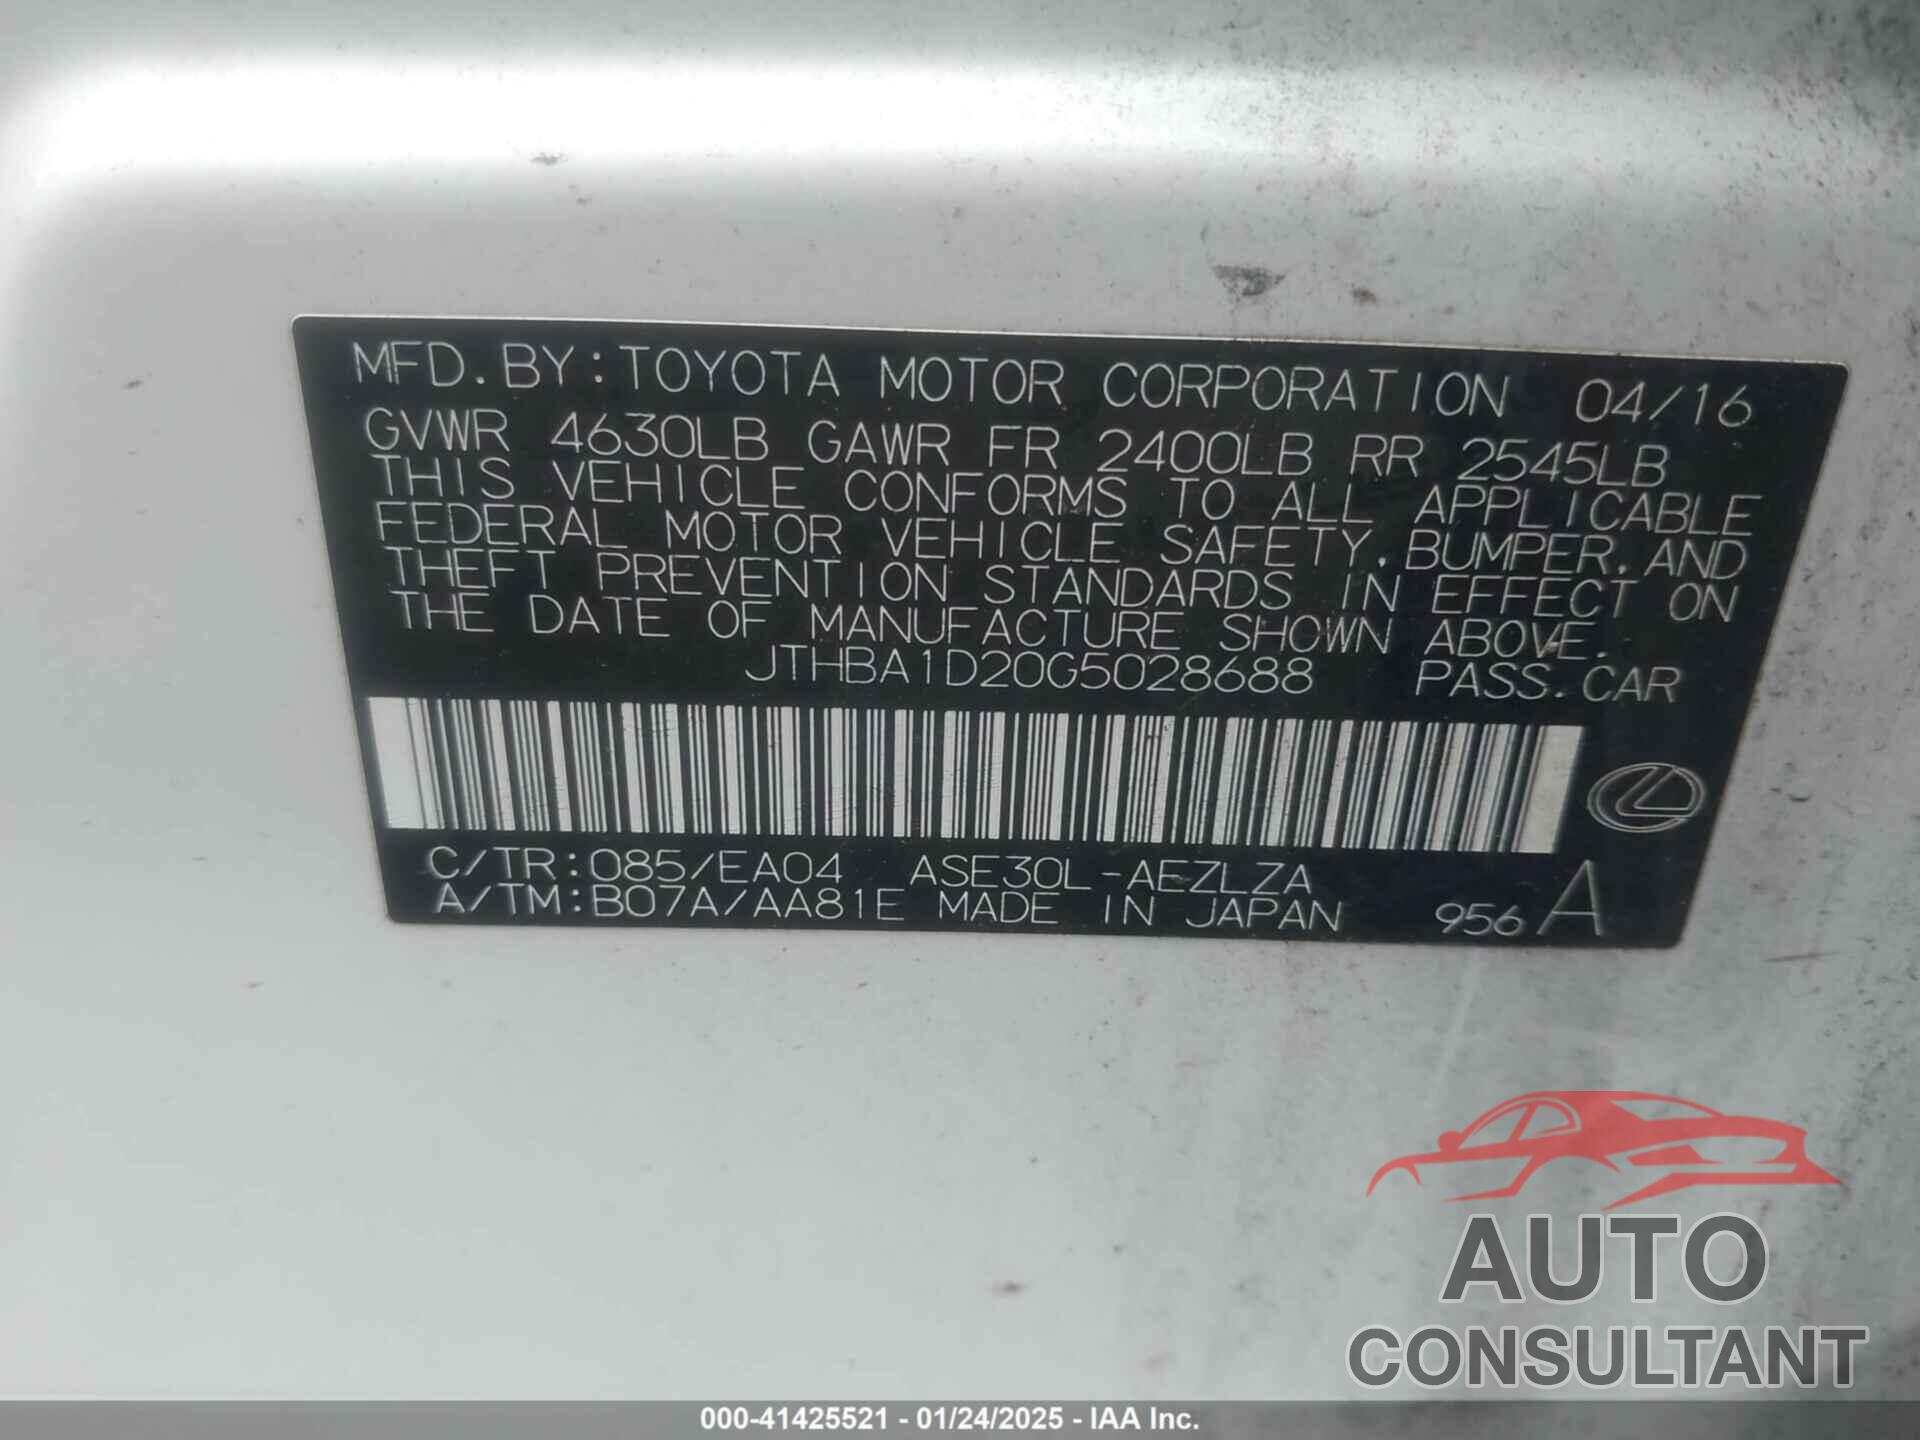 MFD. BY: TOYOTA MOTOR CORPORATION 04/16
GVWR 4630LB GAWR FR 2400LB RR 2545LB
THIS VEHICLE CONFORMS TO ALL APPLICABLE
FEDERAL MOTOR VEHICLE SAFETY, BUMPER, AND
THEFT PREVENTION STANDARDS IN EFFECT ON
THE DATE OF MANUFACTURE SHOWN ABOVE.
JTHBA1D20G5028688 PASS. CAR
C/TR: 085/EA04 ASE30L-AEZLZA
A/TM: B07A/AA81E MADE IN JAPAN 956 A
AUTO
CONSULTANT
000-41425521 - 01/24/2025 - IAA Inc.